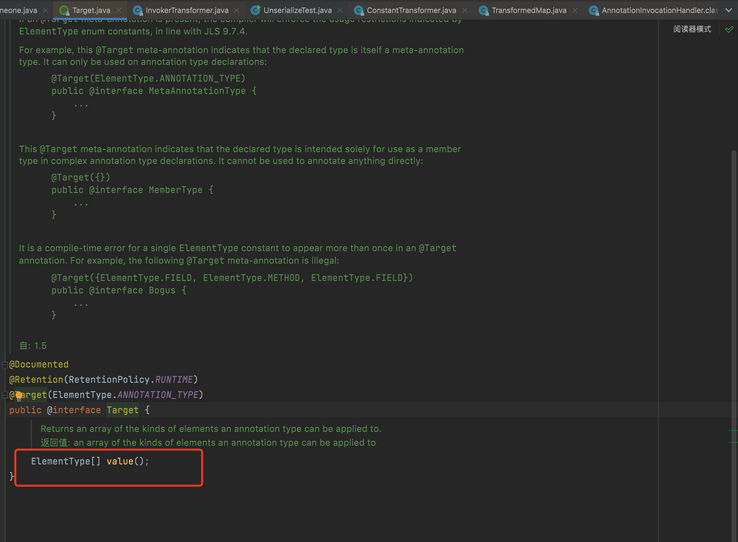 neone.java Target.java InvokerTransformer.java UnserializeTest.java ConstantTransformer.java TransformedMap.java AnnotationInvocationHandler.clas
阅读器模式
ElementType enum constants, in line with JLS 9.7.4.
For example, this @Target meta-annotation indicates that the declared type is itself a meta-annotation
type. It can only be used on annotation type declarations:
@Target(ElementType.ANNOTATION_TYPE)
public @interface MetaAnnotationType {
...
}
This @Target meta-annotation indicates that the declared type is intended solely for use as a member
type in complex annotation type declarations. It cannot be used to annotate anything directly:
@Target({})
public @interface MemberType {
...
}
It is a compile-time error for a single ElementType constant to appear more than once in an @Target
annotation. For example, the following @Target meta-annotation is illegal:
@Target({ElementType.FIELD, ElementType.METHOD, ElementType.FIELD})
public @interface Bogus {
...
}
自: 1.5
@Documented
@Retention(RetentionPolicy.RUNTIME)
@Target(ElementType.ANNOTATION_TYPE)
public @interface Target {
Returns an array of the kinds of elements an annotation type can be applied to.
返回值: an array of the kinds of elements an annotation type can be applied to
ElementType[] value();
}